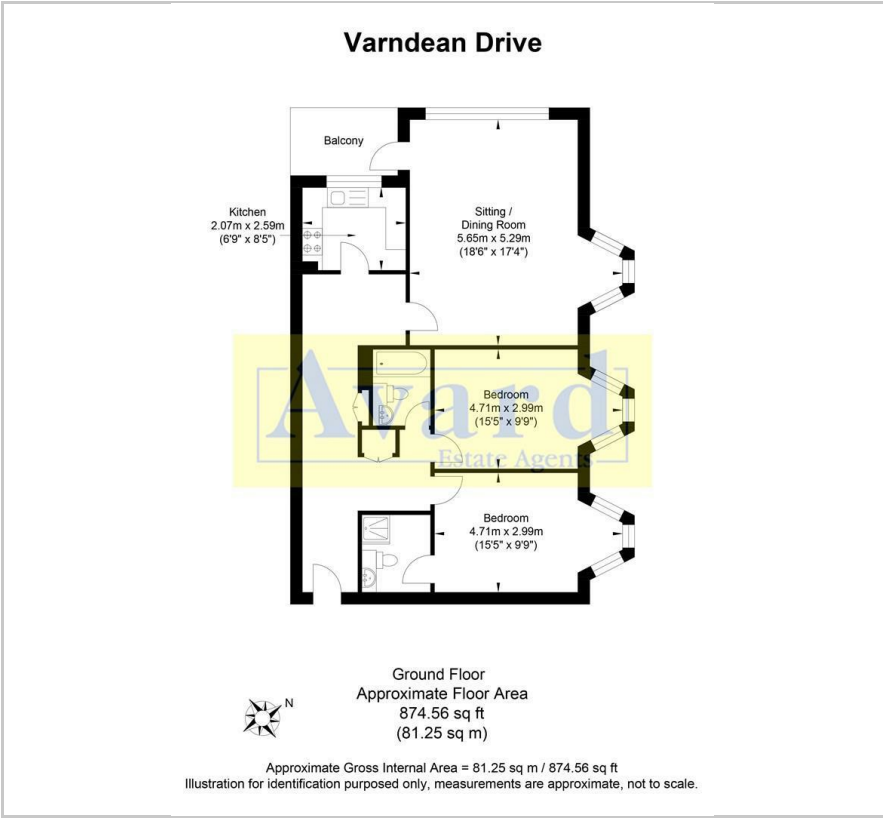 Varndean Drive
Balcony
Kitchen
2.07m x 2.59m
(6'9" x 8'5")
Sitting /
Dining Room
5.65m x 5.29m
(18'6" x 17'4")
Avard
Estate Agents
Bedroom
4.71m x 2.99m
(15'5" x 9'9")
Bedroom
4.71m x 2.99m
(15'5" x 9'9")
N
Ground Floor
Approximate Floor Area
874.56 sq ft
(81.25 sq m)
Approximate Gross Internal Area = 81.25 sq m / 874.56 sq ft
Illustration for identification purposed only, measurements are approximate, not to scale.